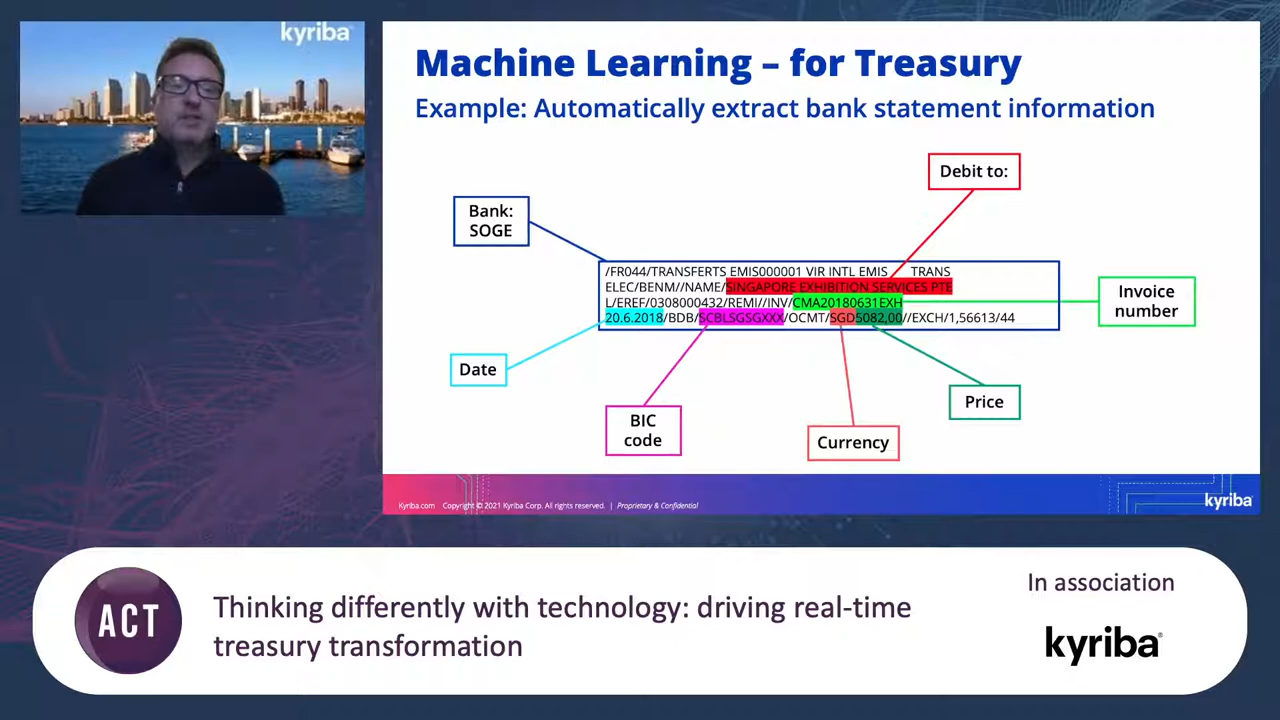 kyriba
Machine Learning – for Treasury
Example: Automatically extract bank statement information
Debit to:
Bank:
SOGE
/FR044/TRANSFERTS EMIS000001 VIR INTL EMIS TRANS
ELEC/BENM//NAME/SINGAPORE EXHIBITION SERVICES PTE
L/EREF/0308000432/REMI//INV/CMA20180631EXH
20.6.2018/BDB/SCBLSGSGXXX/OCMT/SGD5082,00//EXCH/1,56613/44
Invoice
number
Date
Price
BIC
code
Currency
Kyriba.com Copyright © 2021 Kyriba Corp. All rights reserved. | Proprietary & Confidential
kyriba
ACT
Thinking differently with technology: driving real-time
treasury transformation
In association
kyriba